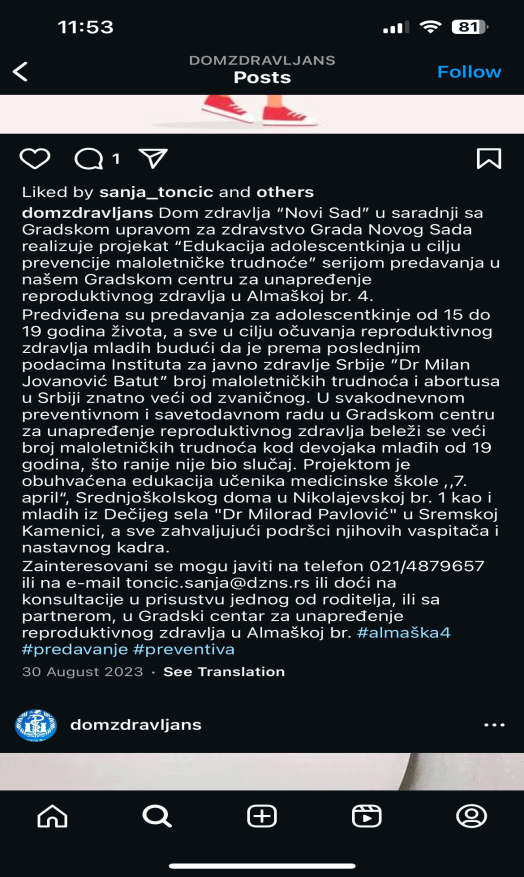 11:53
81
DOMZDRAVLJANS
Posts
Follow
1
Liked by sanja_toncic and others
domzdravljans Dom zdravlja “Novi Sad” u saradnji sa
Gradskom upravom za zdravstvo Grada Novog Sada
realizuje projekat “Edukacija adolescentkinja u cilju
prevencije maloletničke trudnoće” serijom predavanja u
našem Gradskom centru za unapređenje
reproduktivnog zdravlja u Almaškoj br. 4.
Predviđena su predavanja za adolescentkinje od 15 do
19 godina života, a sve u cilju očuvanja reproduktivnog
zdravlja mladih budući da je prema poslednjim
podacima Instituta za javno zdravlje Srbije ”Dr Milan
Jovanović Batut” broj maloletničkih trudnoća i abortusa
u Srbiji znatno veći od zvaničnog. U svakodnevnom
preventivnom i savetodavnom radu u Gradskom centru
za unapređenje reproduktivnog zdravlja beleži se veći
broj maloletničkih trudnoća kod devojaka mlađih od 19
godina, što ranije nije bio slučaj. Projektom je
obuhvaćena edukacija učenika medicinske škole ,,7.
april“, Srednjoškolskog doma u Nikolajevskoj br. 1 kao i
mladih iz Dečijeg sela "Dr Milorad Pavlović" u Sremskoj
Kamenici, a sve zahvaljujući podršci njihovih vaspitača i
nastavnog kadra.
Zainteresovani se mogu javiti na telefon 021/4879657
ili na e-mail toncic.sanja@dzns.rs ili doći na
konsultacije u prisustvu jednog od roditelja, ili sa
partnerom, u Gradski centar za unapređenje
reproduktivnog zdravlja u Almaškoj br. #almaška4
#predavanje #preventiva
30 August 2023 · See Translation
domzdravljans